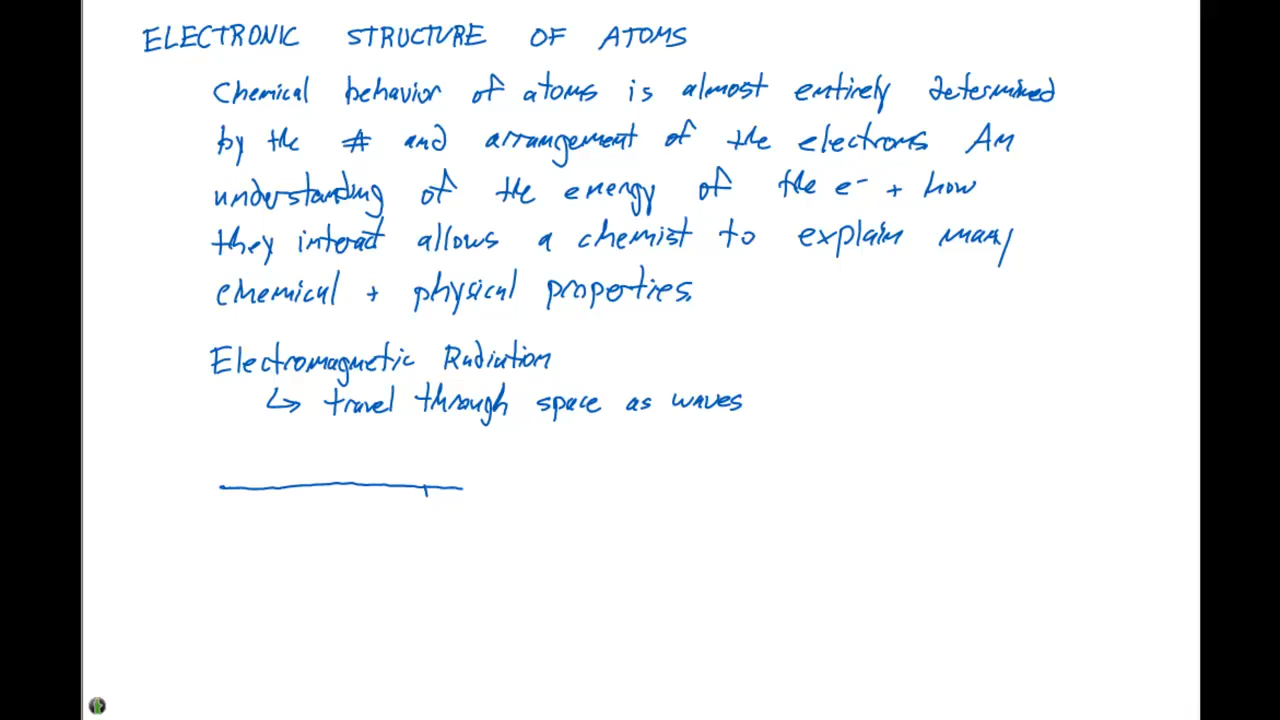 ELECTRONIC STRUCTURE OF ATOMS
Chemical behavior of atoms is almost entirely determined
by the # and arrangement of the electrons An
understanding of the energy of the e⁻ + how
they interact allows a chemist to explain many
chemical + physical properties.
Electromagnetic Radiation
↳ travel through space as waves